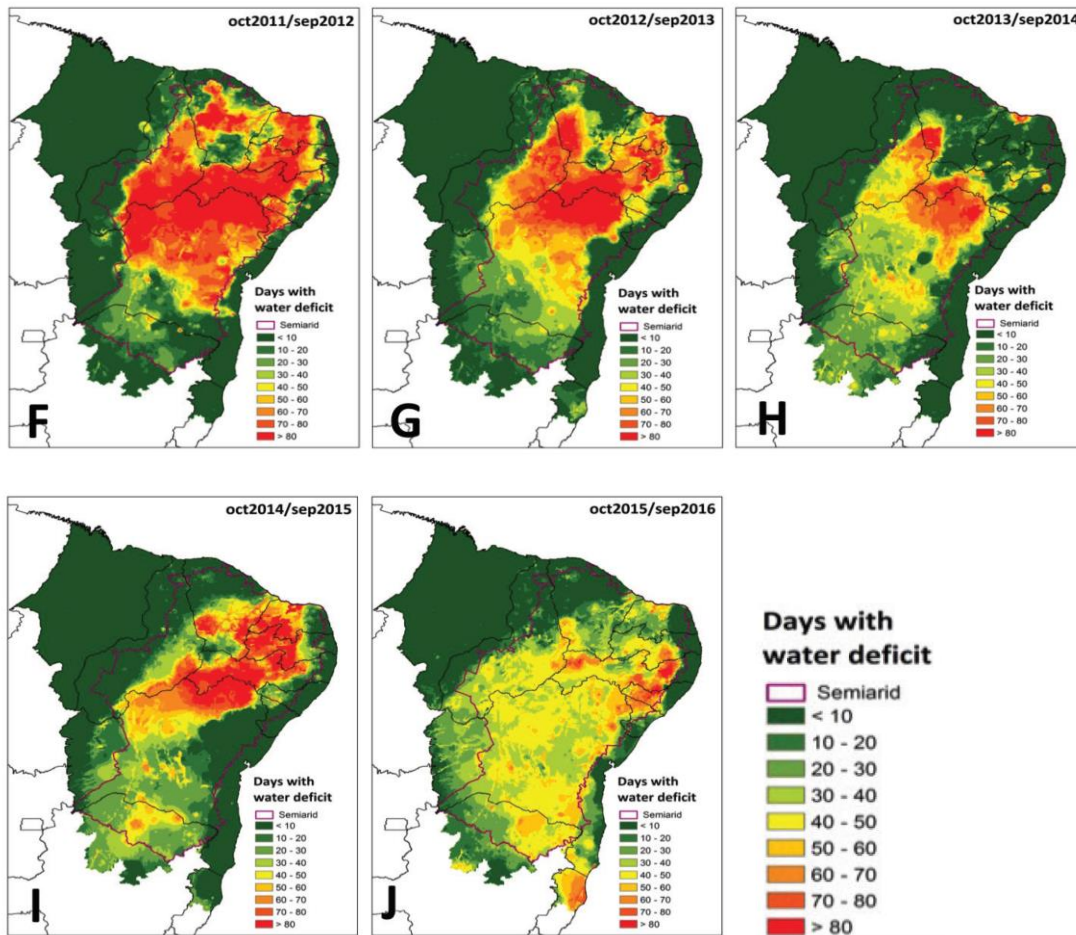 oct2011/sep2012
Days with
water deficit
Semiarid
< 10
10 - 20
20 - 30
30 - 40
40 - 50
50 - 60
60 - 70
70 - 80
> 80
F
oct2012/sep2013
Days with
water deficit
Semiarid
< 10
10 - 20
20 - 30
30 - 40
40 - 50
50 - 60
60 - 70
70 - 80
> 80
G
oct2013/sep2014
Days with
water deficit
Semiarid
< 10
10 - 20
20 - 30
30 - 40
40 - 50
50 - 60
60 - 70
70 - 80
> 80
H
oct2014/sep2015
Days with
water deficit
Semiarid
< 10
10 - 20
20 - 30
30 - 40
40 - 50
50 - 60
60 - 70
70 - 80
> 80
I
oct2015/sep2016
Days with
water deficit
Semiarid
< 10
10 - 20
20 - 30
30 - 40
40 - 50
50 - 60
60 - 70
70 - 80
> 80
J
Days with
water deficit
Semiarid
< 10
10 - 20
20 - 30
30 - 40
40 - 50
50 - 60
60 - 70
70 - 80
> 80